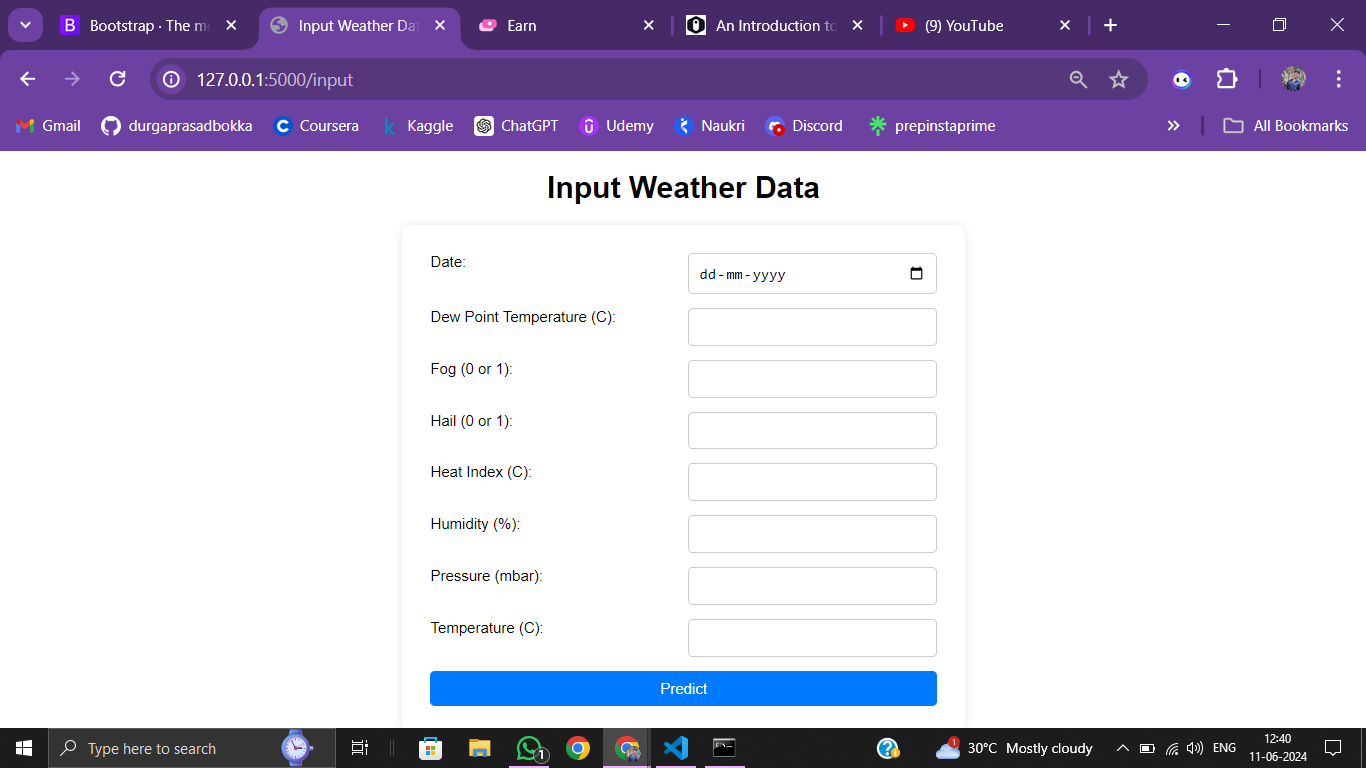 Bootstrap · The m
Input Weather Da
Earn
An Introduction to
(9) YouTube
127.0.0.1:5000/input
Gmail
durgaprasadbokka
Coursera
Kaggle
ChatGPT
Udemy
Naukri
Discord
prepinstaprime
All Bookmarks
Input Weather Data
Date:
dd-mm-yyyy
Dew Point Temperature (C):
Fog (0 or 1):
Hail (0 or 1):
Heat Index (C):
Humidity (%):
Pressure (mbar):
Temperature (C):
Predict
Type here to search
1
1
30°C Mostly cloudy
ENG
12:40
11-06-2024